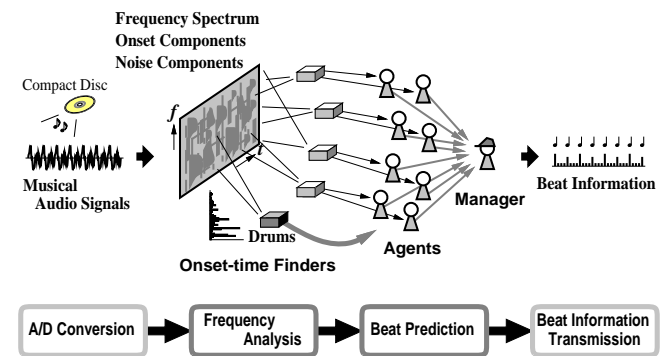 Frequency Spectrum
Onset Components
Noise Components
Compact Disc
f
t
Musical
Audio Signals
Drums
Onset-time Finders
Agents
Manager
Beat Information
A/D Conversion
Frequency
Analysis
Beat Prediction
Beat Information
Transmission